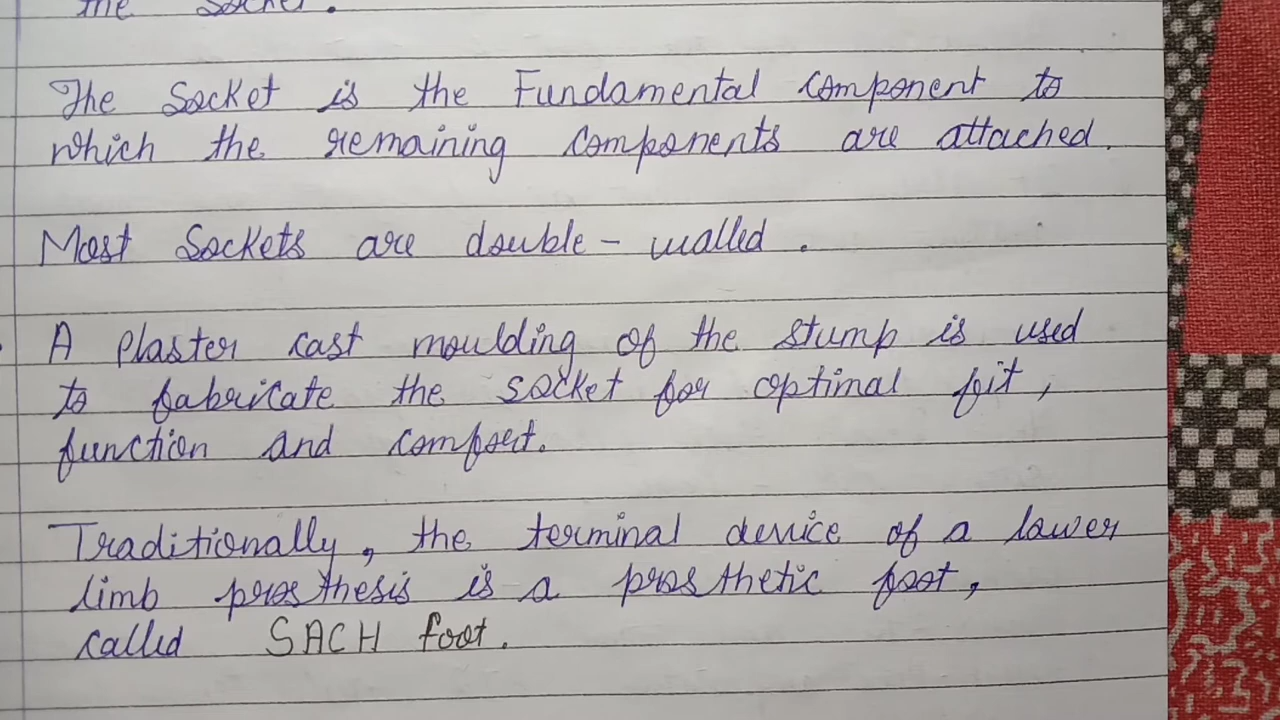 the socket.
The Socket is the Fundamental component to
which the remaining components are attached.
Most Sockets are double - walled.
A Plaster cast moulding of the stump is used
to fabricate the socket for optimal fit,
function and comfort.
Traditionally, the terminal device of a lower
limb prosthesis is a prosthetic foot,
called SACH foot.